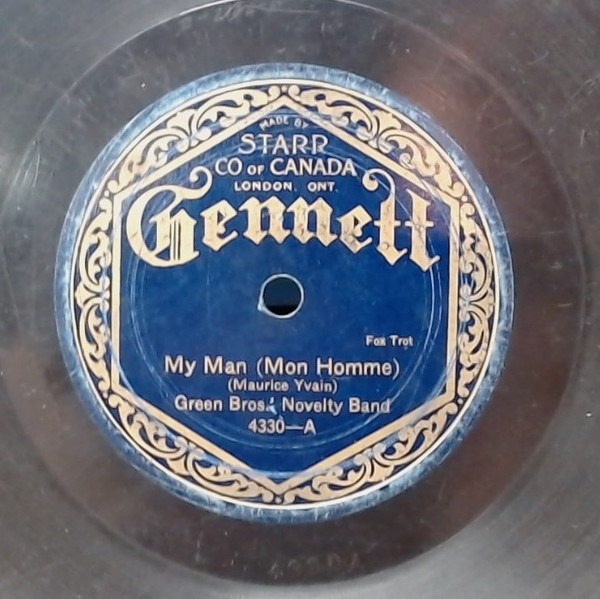 MADE BY
STARR
CO OF CANADA
LONDON. ONT.
Gennett
Fox Trot
My Man (Mon Homme)
(Maurice Yvain)
Green Bros.' Novelty Band
4330—A